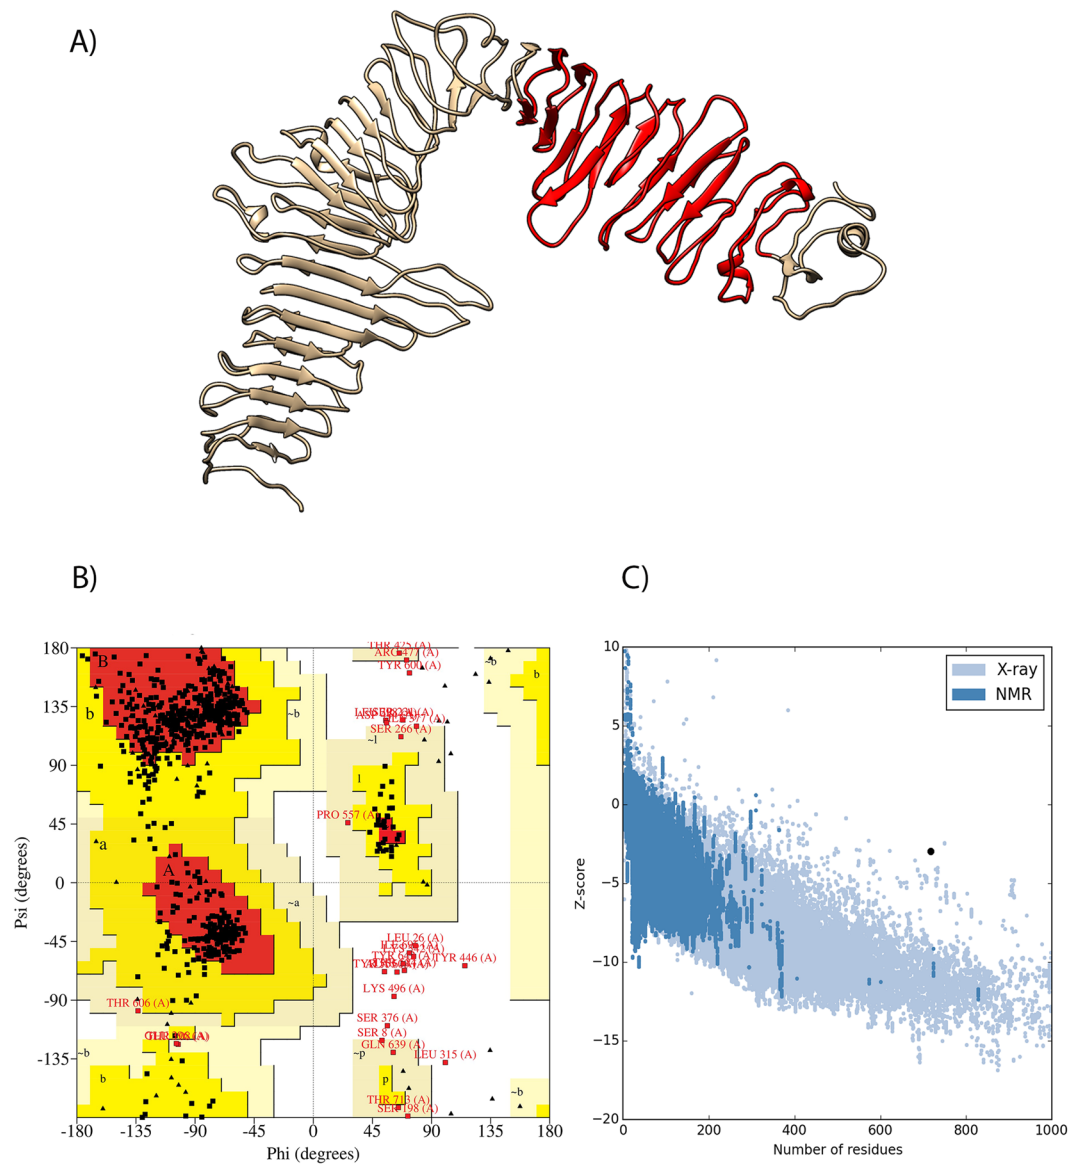 A)
B)
C)
THR 425 (A)
ARG 477 (A)
TYR 600 (A)
SER 266 (A)
PRO 557 (A)
LEU 26 (A)
TYR 446 (A)
LYS 496 (A)
THR 606 (A)
SER 376 (A)
SER 8 (A)
GLN 639 (A)
LEU 315 (A)
THR 713 (A)
SER 198 (A)
B
b
~b
~b
b
~l
l
a
A
~a
~b
b
~p
p
~b
180
135
90
45
0
-45
-90
-135
-180
-135
-90
-45
0
45
90
135
180
Psi (degrees)
Phi (degrees)
10
5
0
−5
−10
−15
−20
0
200
400
600
800
1000
Z-score
Number of residues
X-ray
NMR